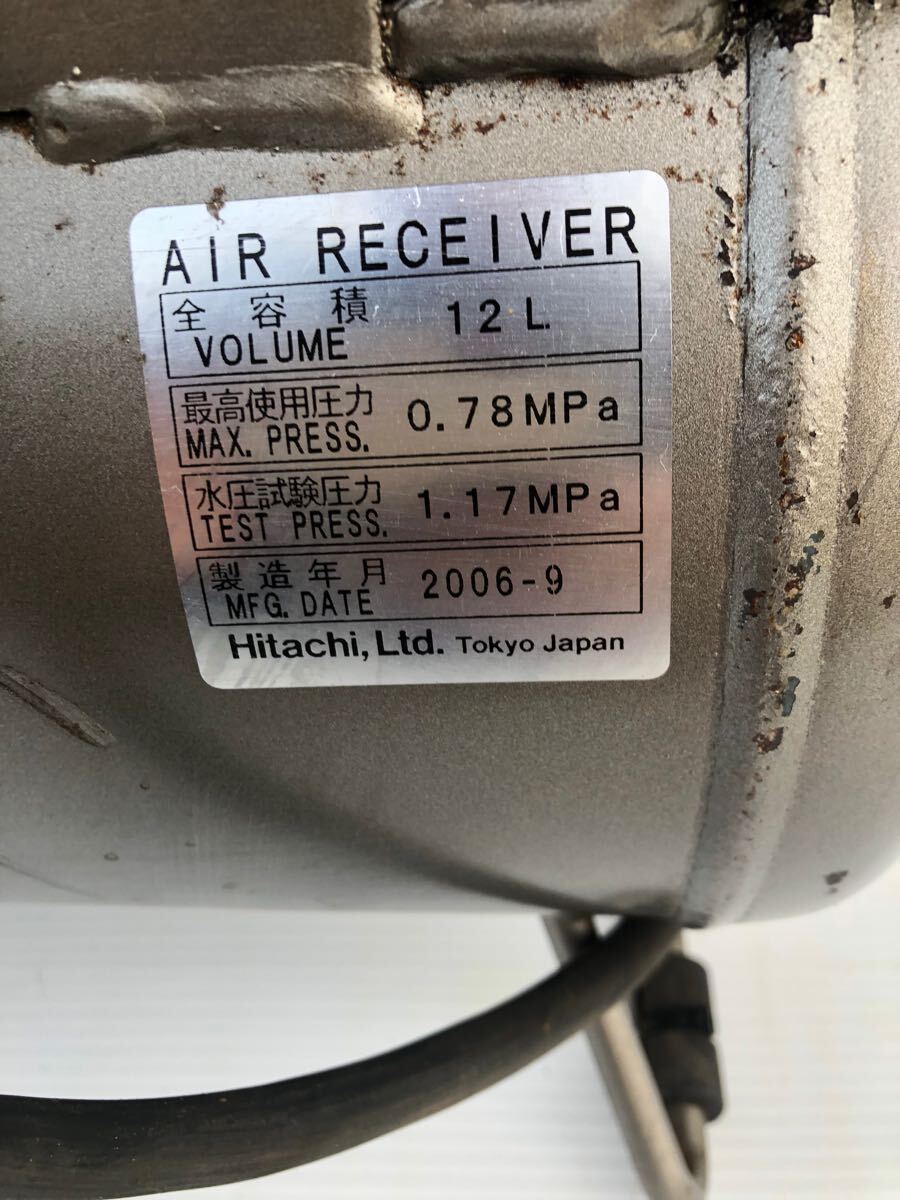 AIR RECEIVER
全容積 12L
VOLUME
最高使用圧力 0.78MPa
MAX. PRESS.
水圧試験圧力 1.17MPa
TEST PRESS.
製造年月 2006-9
MFG. DATE
Hitachi, Ltd. Tokyo Japan